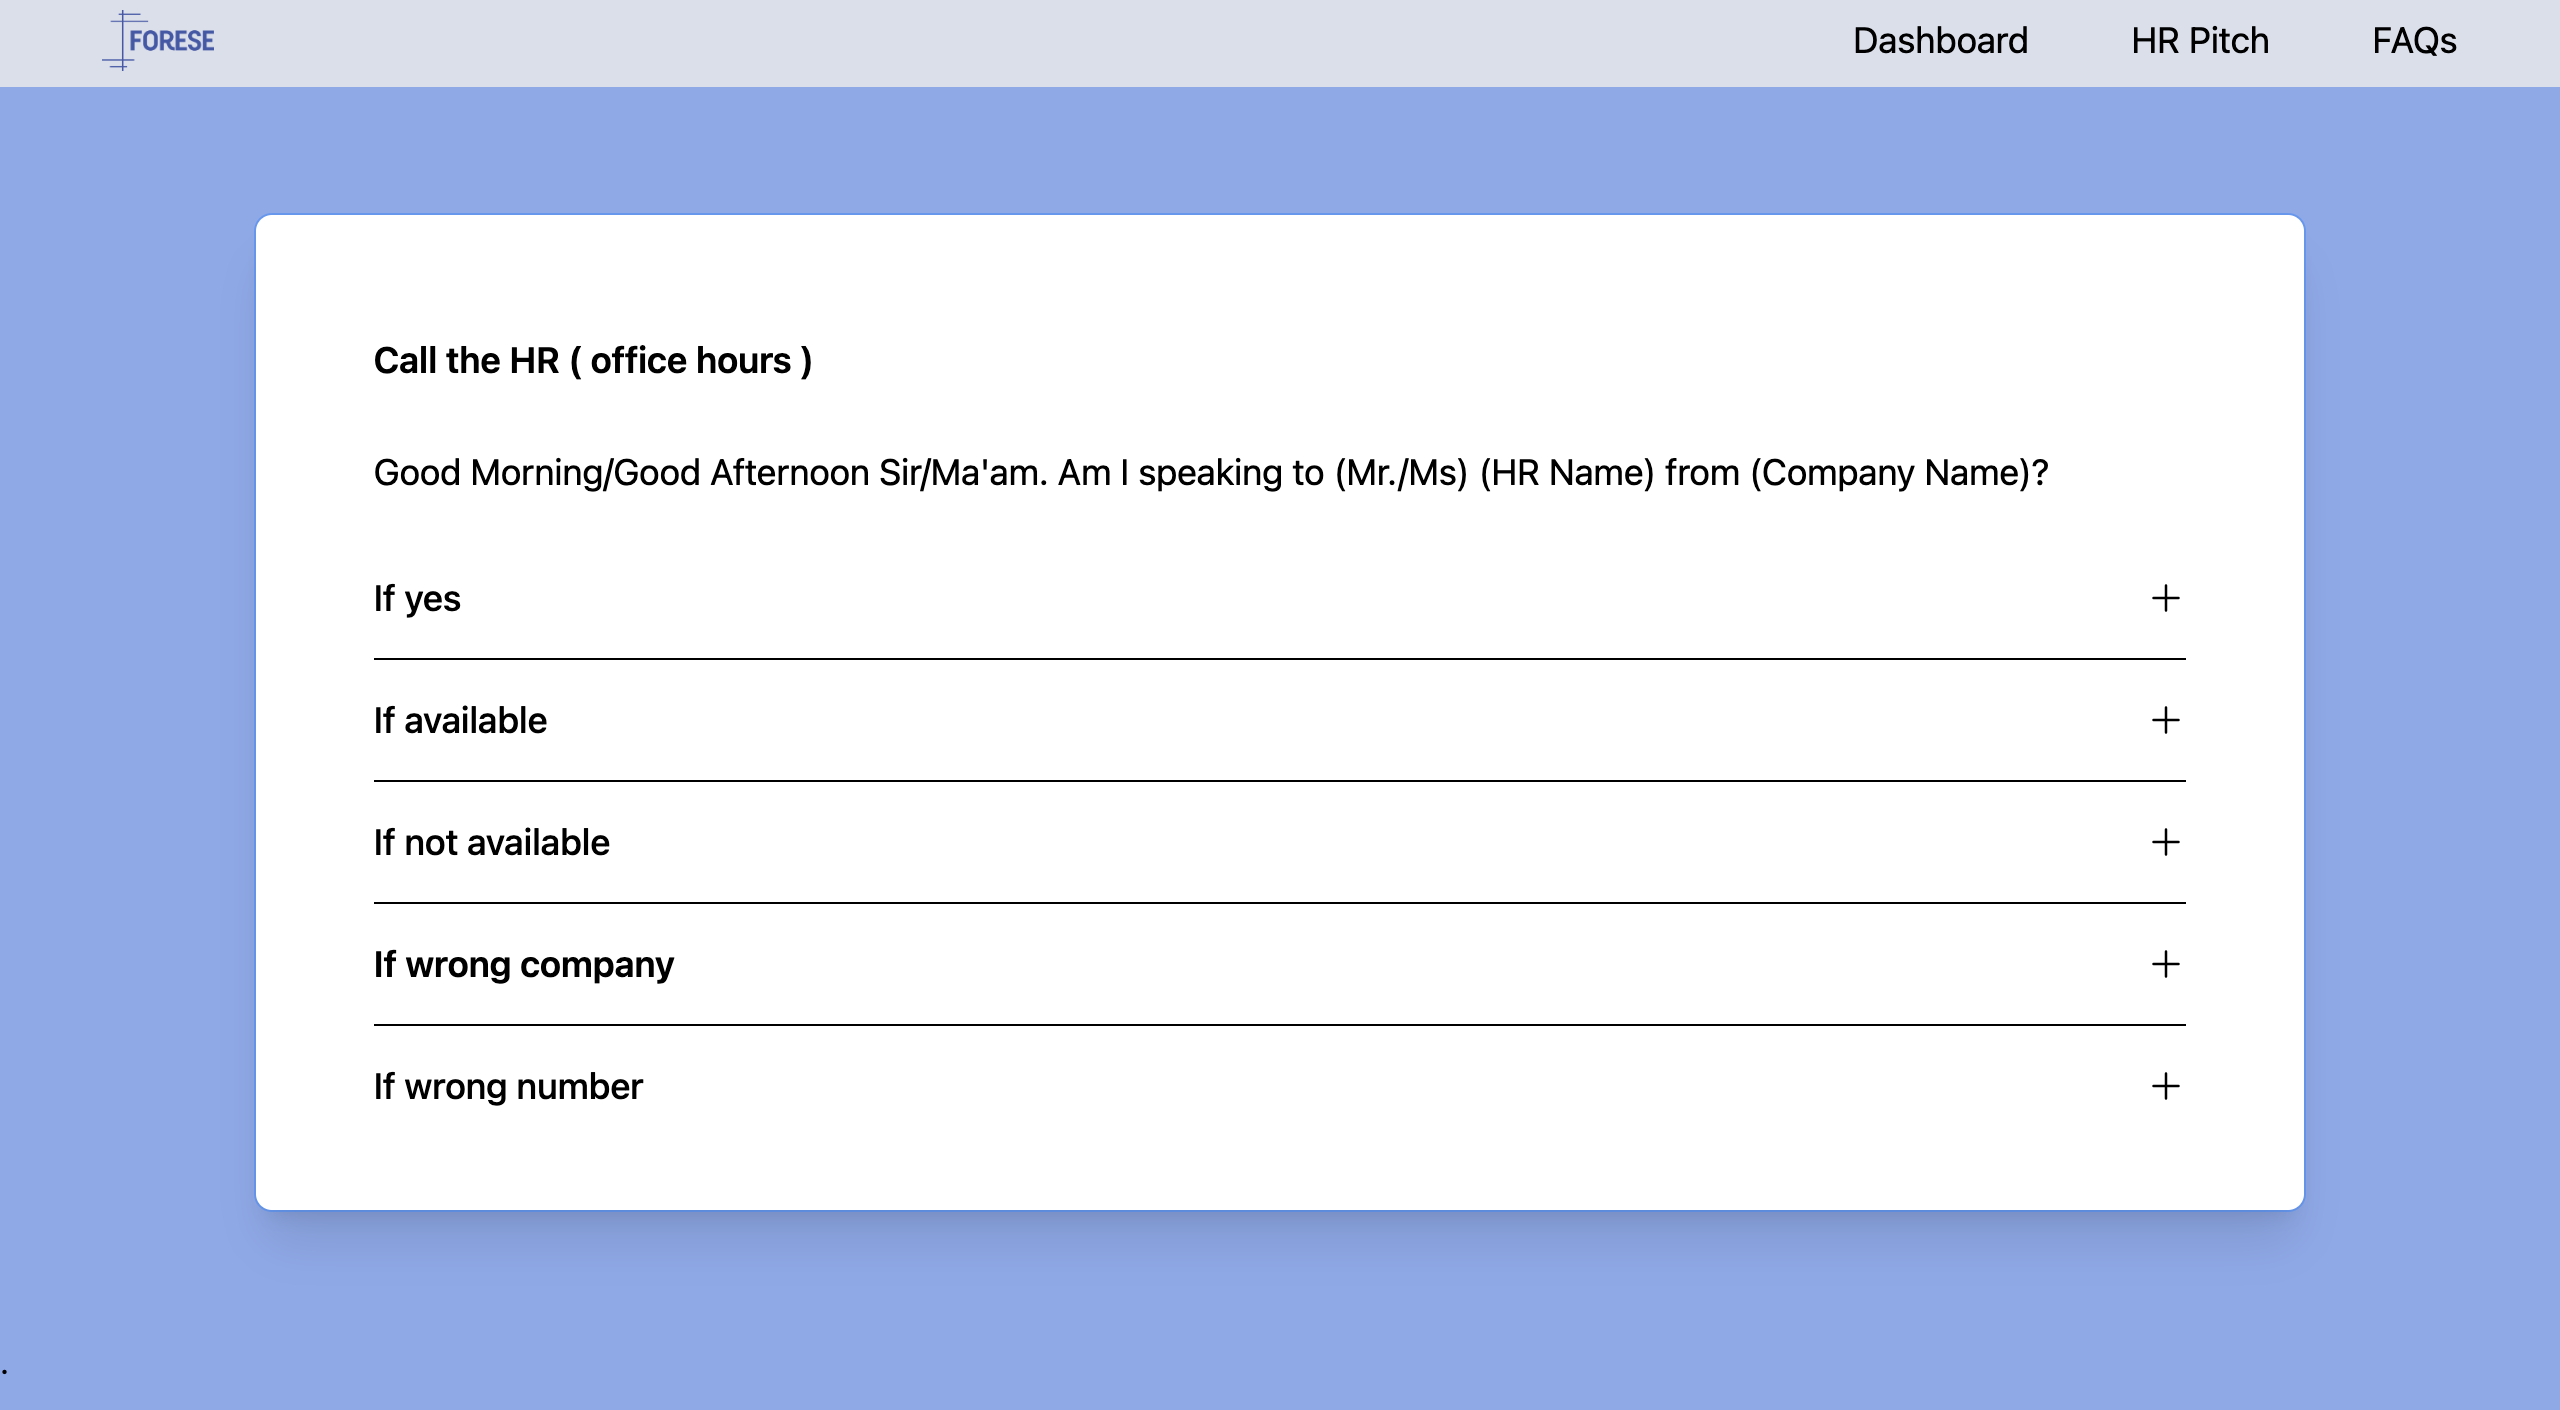 FORESE
Dashboard
HR Pitch
FAQs
Call the HR ( office hours )
Good Morning/Good Afternoon Sir/Ma'am. Am I speaking to (Mr./Ms) (HR Name) from (Company Name)?
If yes
If available
If not available
If wrong company
If wrong number
.